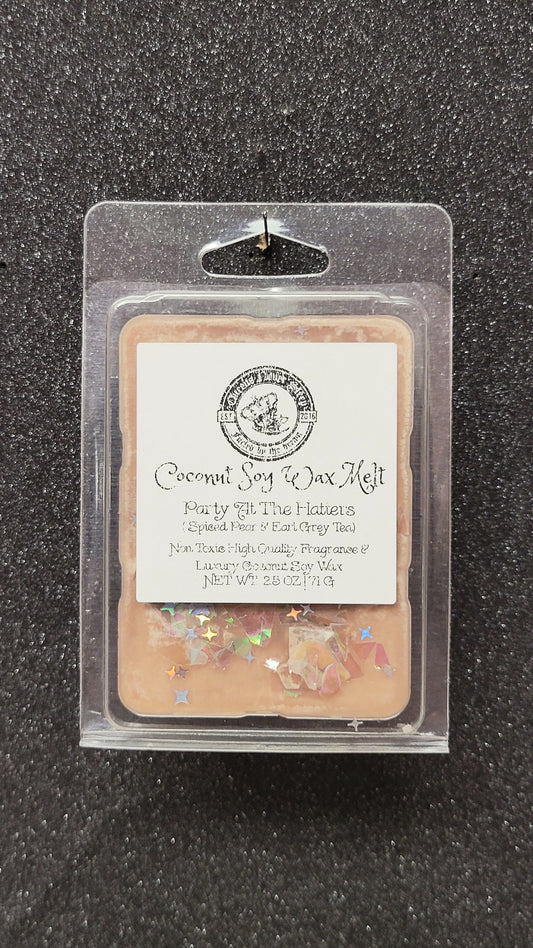 EST
2016
Coconut Soy Wax Melt
Party At The Hatters
(Spiced Pear & Earl Grey Tea)
Non Toxic High Quality Fragrance &
Luxury Coconut Soy Wax
NET WT 2.5 OZ|71 G